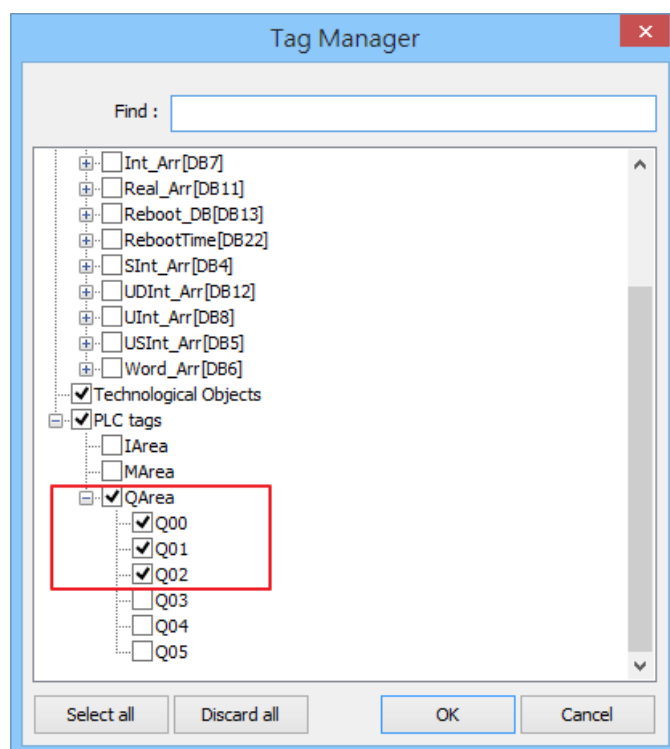 Tag Manager
Find :
Int_Arr[DB7]
Real_Arr[DB11]
Reboot_DB[DB13]
RebootTime[DB22]
SInt_Arr[DB4]
UDInt_Arr[DB12]
UInt_Arr[DB8]
USInt_Arr[DB5]
Word_Arr[DB6]
Technological Objects
PLC tags
IArea
MArea
QArea
Q00
Q01
Q02
Q03
Q04
Q05
Select all Discard all OK Cancel